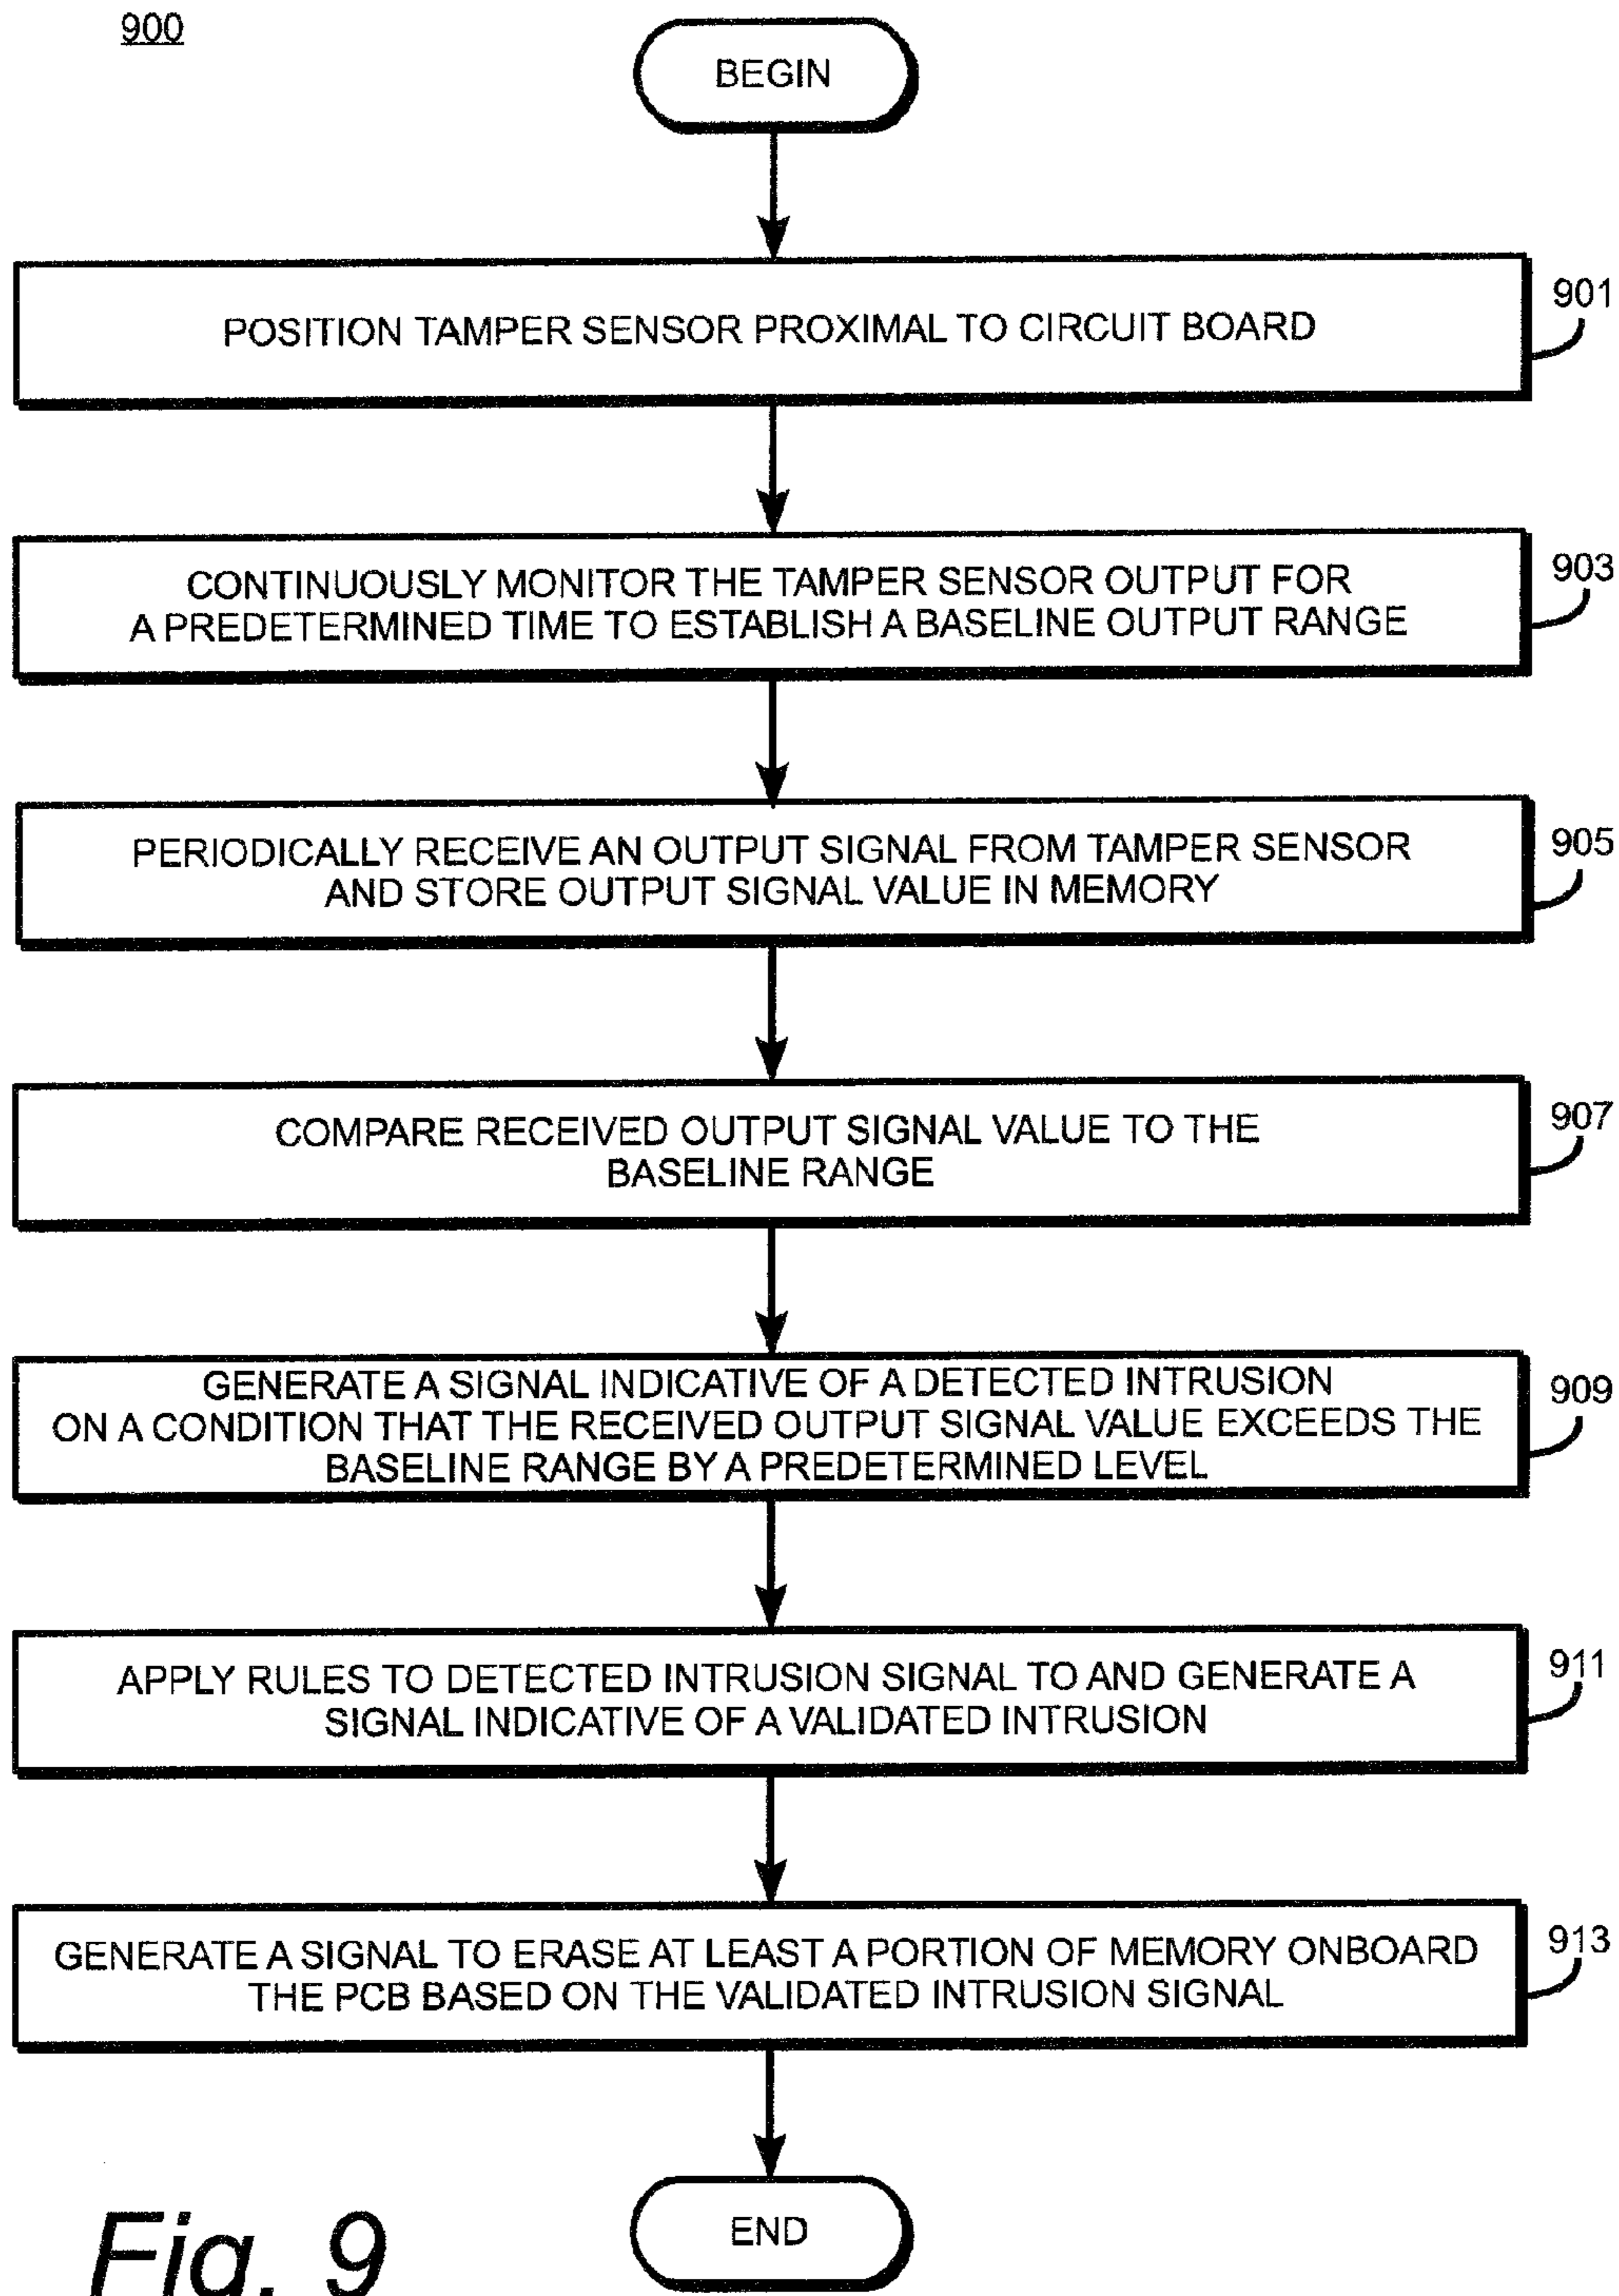 900
BEGIN
POSITION TAMPER SENSOR PROXIMAL TO CIRCUIT BOARD
901
CONTINUOUSLY MONITOR THE TAMPER SENSOR OUTPUT FOR
A PREDETERMINED TIME TO ESTABLISH A BASELINE OUTPUT RANGE
903
PERIODICALLY RECEIVE AN OUTPUT SIGNAL FROM TAMPER SENSOR
AND STORE OUTPUT SIGNAL VALUE IN MEMORY
905
COMPARE RECEIVED OUTPUT SIGNAL VALUE TO THE
BASELINE RANGE
907
GENERATE A SIGNAL INDICATIVE OF A DETECTED INTRUSION
ON A CONDITION THAT THE RECEIVED OUTPUT SIGNAL VALUE EXCEEDS THE
BASELINE RANGE BY A PREDETERMINED LEVEL
909
APPLY RULES TO DETECTED INTRUSION SIGNAL TO AND GENERATE A
SIGNAL INDICATIVE OF A VALIDATED INTRUSION
911
GENERATE A SIGNAL TO ERASE AT LEAST A PORTION OF MEMORY ONBOARD
THE PCB BASED ON THE VALIDATED INTRUSION SIGNAL
913
END
Fig. 9